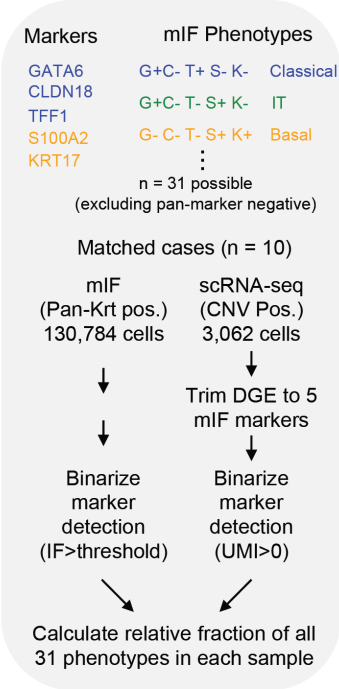 Markers
mIF Phenotypes
GATA6
CLDN18
TFF1
S100A2
KRT17
G+C- T+ S- K- Classical
G+C- T- S+ K- IT
G- C- T- S+ K+ Basal
n = 31 possible
(excluding pan-marker negative)
Matched cases (n = 10)
mIF
(Pan-Krt pos.)
130,784 cells
scRNA-seq
(CNV Pos.)
3,062 cells
Trim DGE to 5
mIF markers
Binarize
marker
detection
(IF>threshold)
Binarize
marker
detection
(UMI>0)
Calculate relative fraction of all
31 phenotypes in each sample